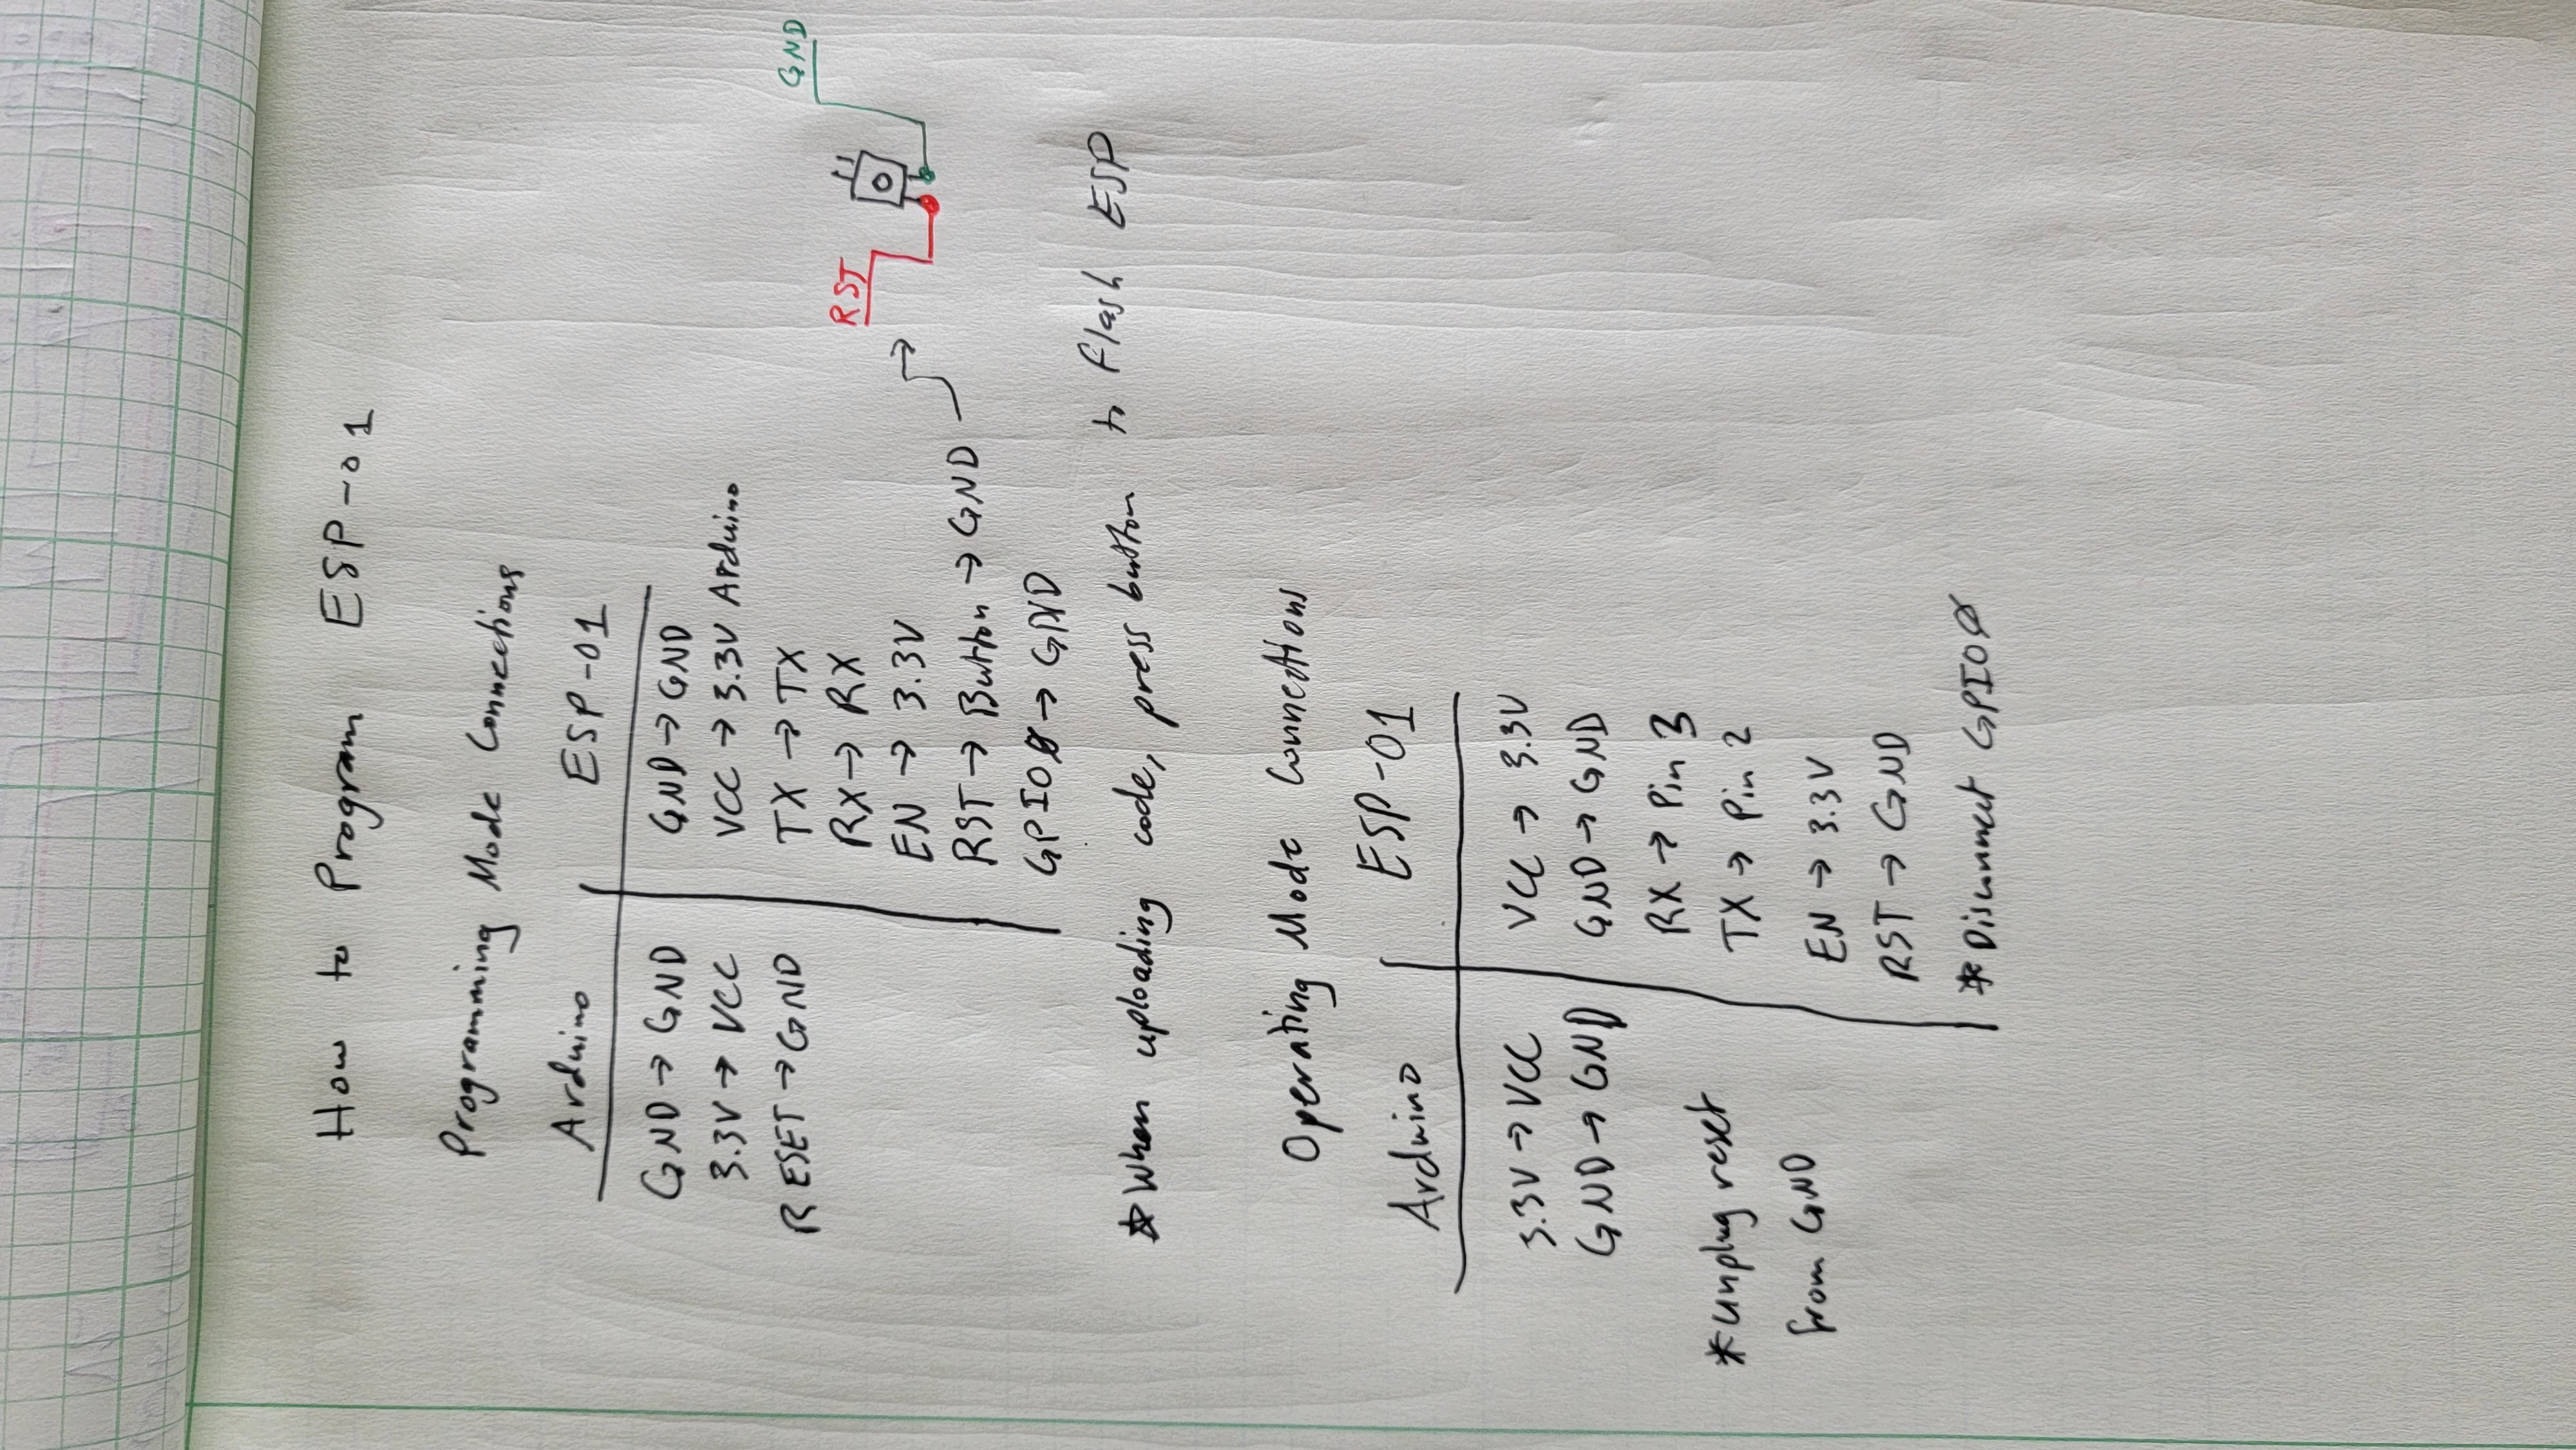 How to Program ESP-01
Programming Mode Connections
Arduino
ESP-01
GND → GND
3.3V → VCC
RESET → GND
GND → GND
VCC → 3.3V Arduino
TX → TX
RX → RX
EN → 3.3V
RST → Button → GND
GPIO0 → GND
RST
GND
*When uploading code, press button to flash ESP
Operating Mode Connections
Arduino
ESP-01
3.3V → VCC
GND → GND
*unplug reset
from GND
VCC → 3.3V
GND → GND
RX → Pin 3
TX → Pin 2
EN → 3.3V
RST → GND
*Disconnect GPIO0